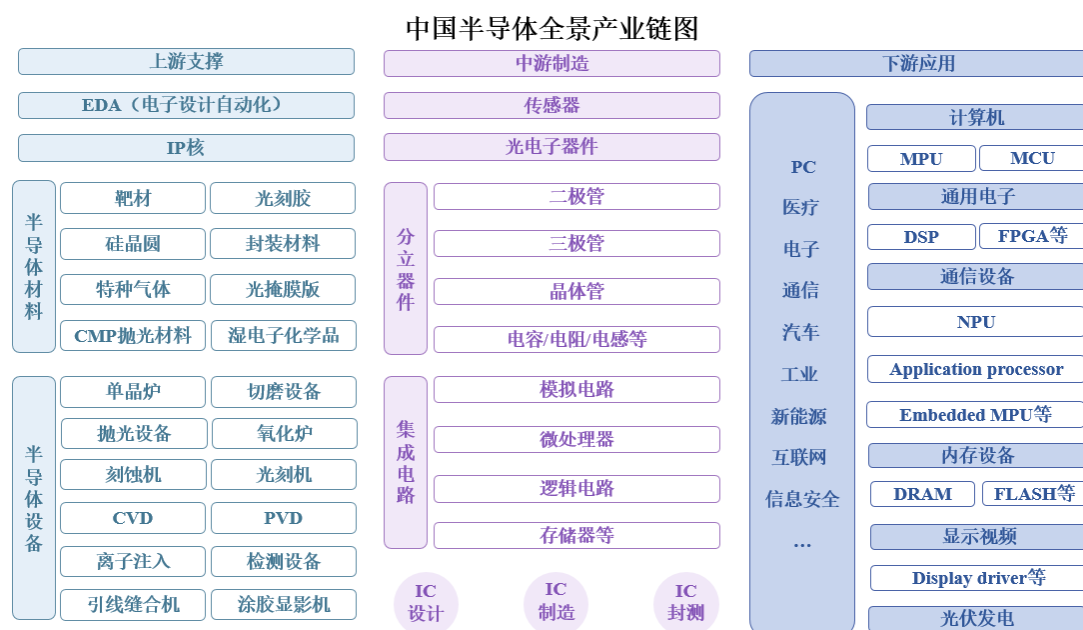 中国半导体全景产业链图
上游支撑
EDA（电子设计自动化）
IP核
半导体材料
靶材
光刻胶
硅晶圆
封装材料
特种气体
光掩膜版
CMP抛光材料
湿电子化学品
半导体设备
单晶炉
切磨设备
抛光设备
氧化炉
刻蚀机
光刻机
CVD
PVD
离子注入
检测设备
引线缝合机
涂胶显影机
中游制造
传感器
光电子器件
分立器件
二极管
三极管
晶体管
电容/电阻/电感等
集成电路
模拟电路
微处理器
逻辑电路
存储器等
IC
设计
IC
制造
IC
封测
下游应用
PC
医疗
电子
通信
汽车
工业
新能源
互联网
信息安全
...
计算机
MPU
MCU
通用电子
DSP
FPGA等
通信设备
NPU
Application processor
Embedded MPU等
内存设备
DRAM
FLASH等
显示视频
Display driver等
光伏发电